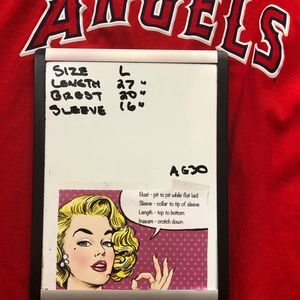 ANGELS
SIZE L
LENGTH 27"
BREST 20"
SLEEVE 16"
AG30
Bust - pit to pit while flat laid
Sleeve - collar to tip of sleeve
Length - top to bottom
Inseam - crotch down